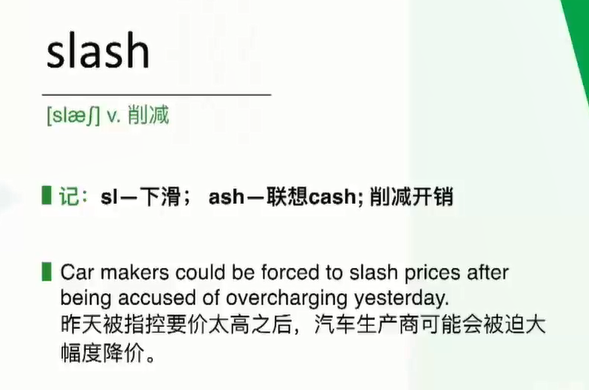 slash
[slæʃ] v. 削减
记：sl—下滑； ash—联想cash; 削减开销
Car makers could be forced to slash prices after
being accused of overcharging yesterday.
昨天被指控要价太高之后，汽车生产商可能会被迫大
幅度降价。